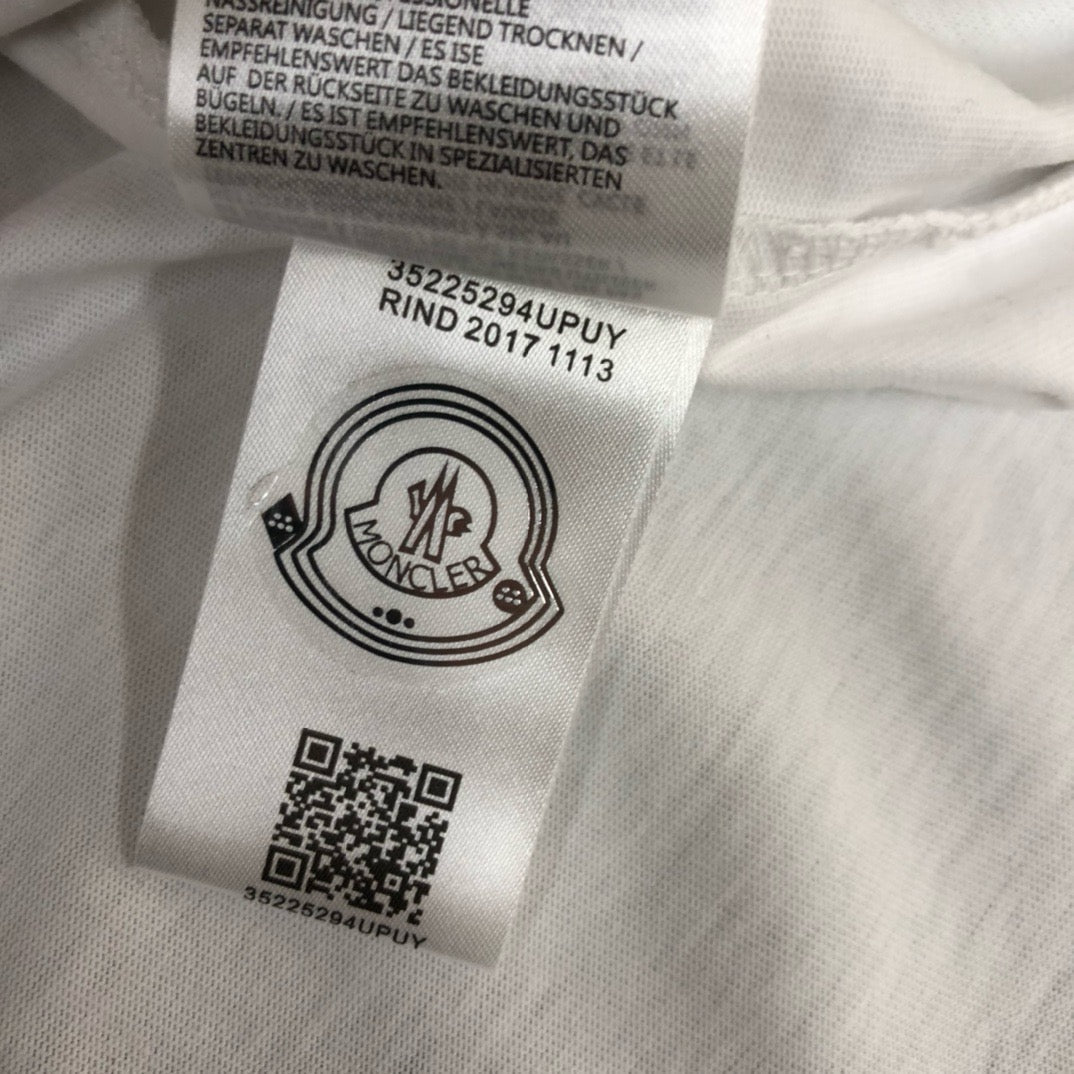 NASSREINIGUNG / LIEGEND TROCKNEN /
SEPARAT WASCHEN / ES ISE
EMPFEHLENSWERT DAS BEKLEIDUNGSSTÜCK
AUF DER RÜCKSEITE ZU WASCHEN UND
BÜGELN. / ES IST EMPFEHLENSWERT, DAS
BEKLEIDUNGSSTÜCK IN SPEZIALISIERTEN
ZENTREN ZU WASCHEN.
35225294UPUY
RIND 2017 1113
MONCLER
35225294UPUY